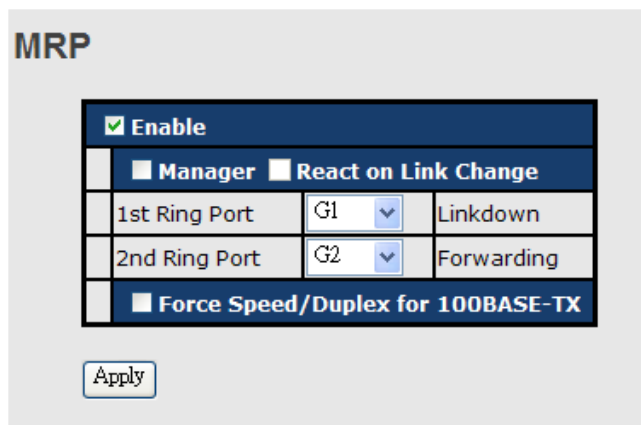 MRP
Enable
Manager React on Link Change
1st Ring Port G1 Linkdown
2nd Ring Port G2 Forwarding
Force Speed/Duplex for 100BASE-TX
Apply